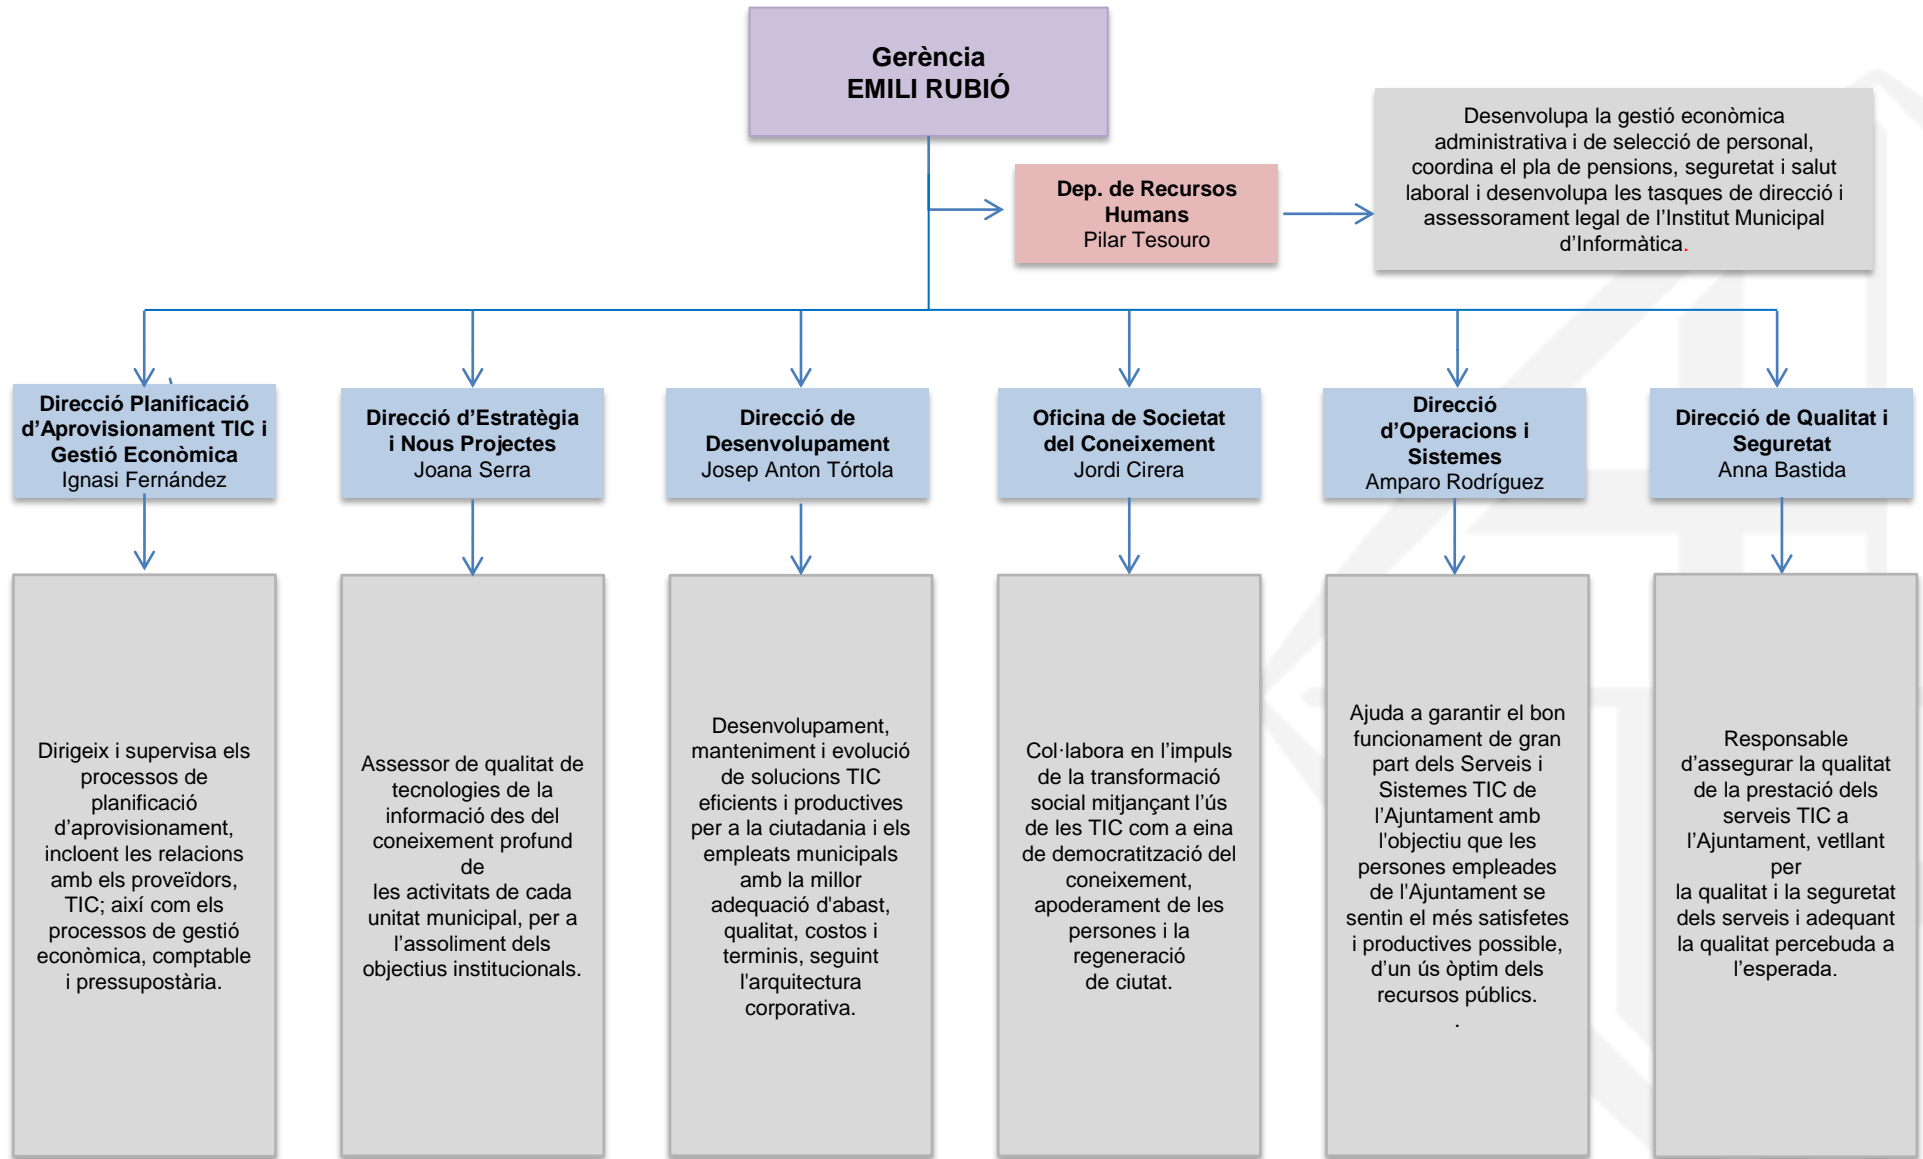 Gerència
EMILI RUBIÓ
Dep. de Recursos
Humans
Pilar Tesouro
Desenvolupa la gestió econòmica
administrativa i de selecció de personal,
coordina el pla de pensions, seguretat i salut
laboral i desenvolupa les tasques de direcció i
assessorament legal de l’Institut Municipal
d’Informàtica.
Direcció Planificació
d’Aprovisionament TIC i
Gestió Econòmica
Ignasi Fernández
Direcció d’Estratègia
i Nous Projectes
Joana Serra
Direcció de
Desenvolupament
Josep Anton Tórtola
Oficina de Societat
del Coneixement
Jordi Cirera
Direcció
d’Operacions i
Sistemes
Amparo Rodríguez
Direcció de Qualitat i
Seguretat
Anna Bastida
Dirigeix i supervisa els
processos de
planificació
d’aprovisionament,
incloent les relacions
amb els proveïdors,
TIC; així com els
processos de gestió
econòmica, comptable
i pressupostària.
Assessor de qualitat de
tecnologies de la
informació des del
coneixement profund
de
les activitats de cada
unitat municipal, per a
l’assoliment dels
objectius institucionals.
Desenvolupament,
manteniment i evolució
de solucions TIC
eficients i productives
per a la ciutadania i els
empleats municipals
amb la millor
adequació d'abast,
qualitat, costos i
terminis, seguint
l'arquitectura
corporativa.
Col·labora en l’impuls
de la transformació
social mitjançant l’ús
de les TIC com a eina
de democratització del
coneixement,
apoderament de les
persones i la
regeneració
de ciutat.
Ajuda a garantir el bon
funcionament de gran
part dels Serveis i
Sistemes TIC de
l’Ajuntament amb
l'objectiu que les
persones empleades
de l'Ajuntament se
sentin el més satisfetes
i productives possible,
d’un ús òptim dels
recursos públics.
.
Responsable
d’assegurar la qualitat
de la prestació dels
serveis TIC a
l’Ajuntament, vetllant
per
la qualitat i la seguretat
dels serveis i adequant
la qualitat percebuda a
l’esperada.